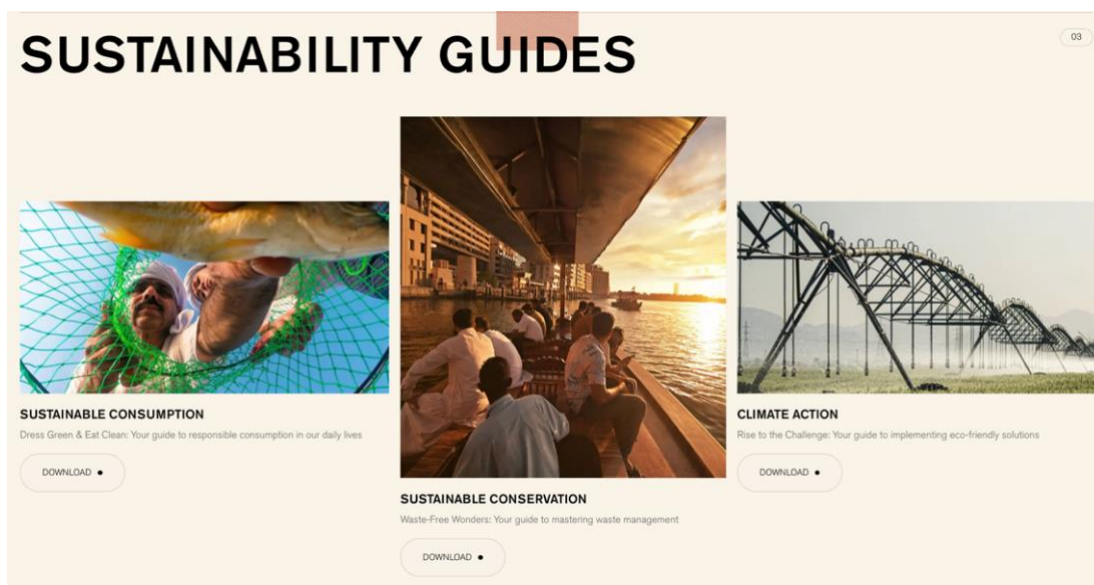 SUSTAINABILITY GUIDES
03
SUSTAINABLE CONSUMPTION
Dress Green & Eat Clean: Your guide to responsible consumption in our daily lives
DOWNLOAD
SUSTAINABLE CONSERVATION
Waste-Free Wonders: Your guide to mastering waste management
DOWNLOAD
CLIMATE ACTION
Rise to the Challenge: Your guide to implementing eco-friendly solutions
DOWNLOAD